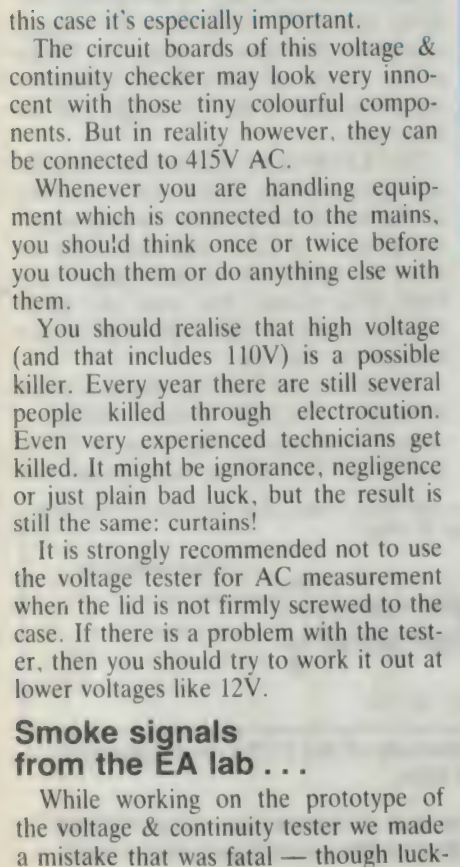 this case it's especially important.
The circuit boards of this voltage &
continuity checker may look very inno-
cent with those tiny colourful compo-
nents. But in reality however, they can
be connected to 415V AC.
Whenever you are handling equip-
ment which is connected to the mains,
you should think once or twice before
you touch them or do anything else with
them.
You should realise that high voltage
(and that includes 110V) is a possible
killer. Every year there are still several
people killed through electrocution.
Even very experienced technicians get
killed. It might be ignorance, negligence
or just plain bad luck, but the result is
still the same: curtains!
It is strongly recommended not to use
the voltage tester for AC measurement
when the lid is not firmly screwed to the
case. If there is a problem with the test-
er, then you should try to work it out at
lower voltages like 12V.
Smoke signals
from the EA lab . . .
While working on the prototype of
the voltage & continuity tester we made
a mistake that was fatal — though luck-